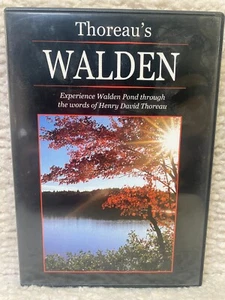 Thoreau's
WALDEN
Experience Walden Pond through
the words of Henry David Thoreau